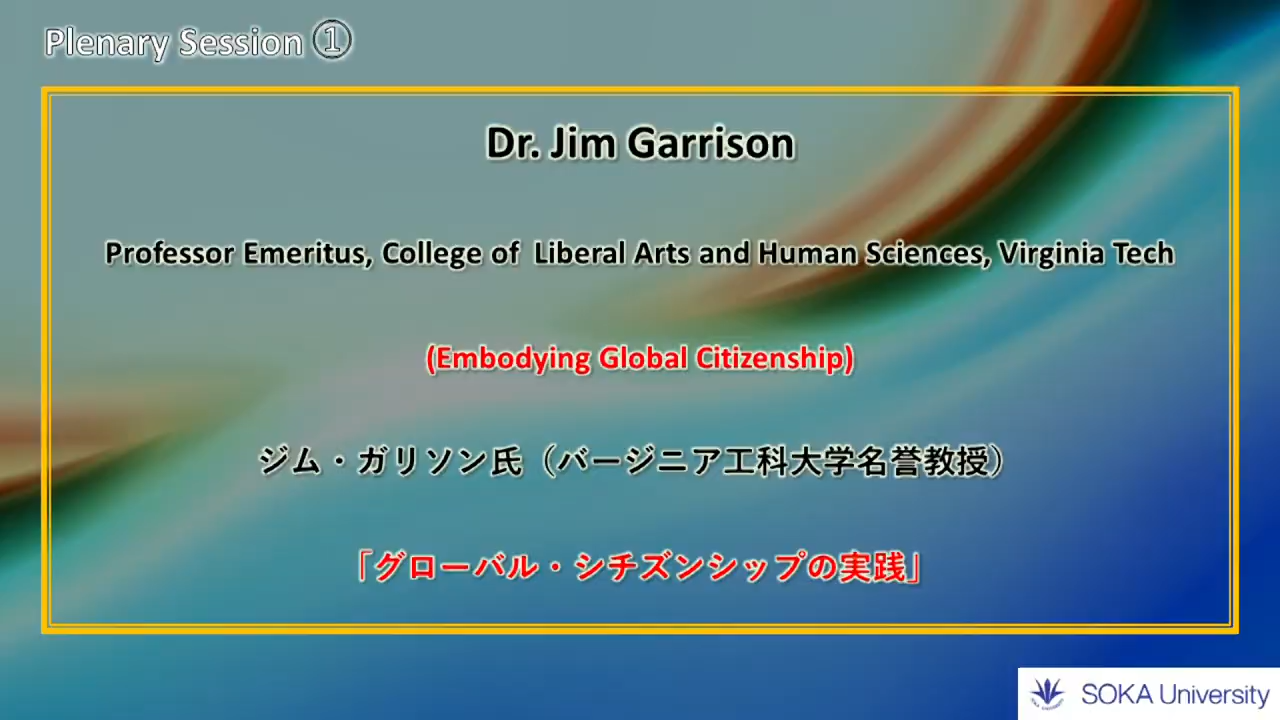 Plenary Session ①
Dr. Jim Garrison
Professor Emeritus, College of Liberal Arts and Human Sciences, Virginia Tech
(Embodying Global Citizenship)
ジム・ガリソン氏（バージニア工科大学名誉教授）
「グローバル・シチズンシップの実践」
SOKA University